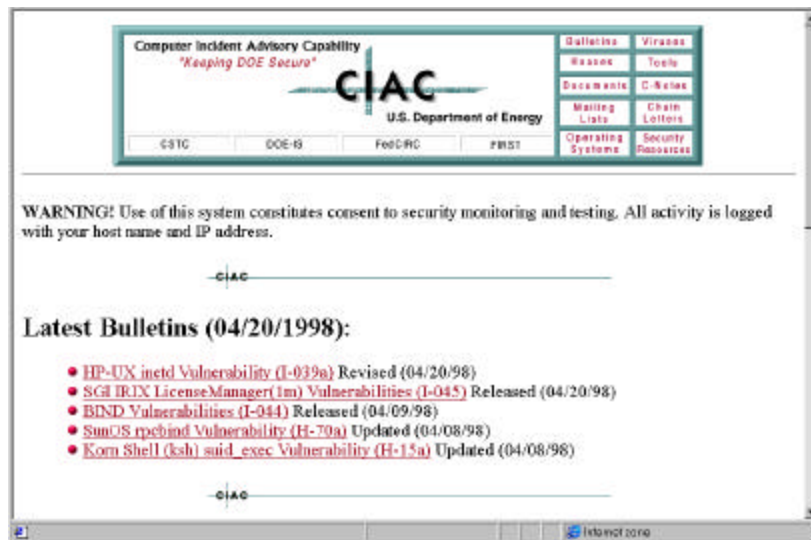 Computer Incident Advisory Capability
"Keeping DOE Secure"
CIAC
U.S. Department of Energy
CSTC DOE-IS FedCIRC FIRST
Bulletins Viruses
Hoaxes Tools
Documents C-Notes
Mailing Lists Chain Letters
Operating Systems Security Resources
WARNING! Use of this system constitutes consent to security monitoring and testing. All activity is logged
with your host name and IP address.
CIAC
Latest Bulletins (04/20/1998):
HP-UX inetd Vulnerability (I-039a) Revised (04/20/98)
SGI IRIX LicenseManager(1m) Vulnerabilities (I-045) Released (04/20/98)
BIND Vulnerabilities (I-044) Released (04/09/98)
SunOS rpcbind Vulnerability (H-70a) Updated (04/08/98)
Korn Shell (ksh) suid_exec Vulnerability (H-15a) Updated (04/08/98)
CIAC
Internet zone